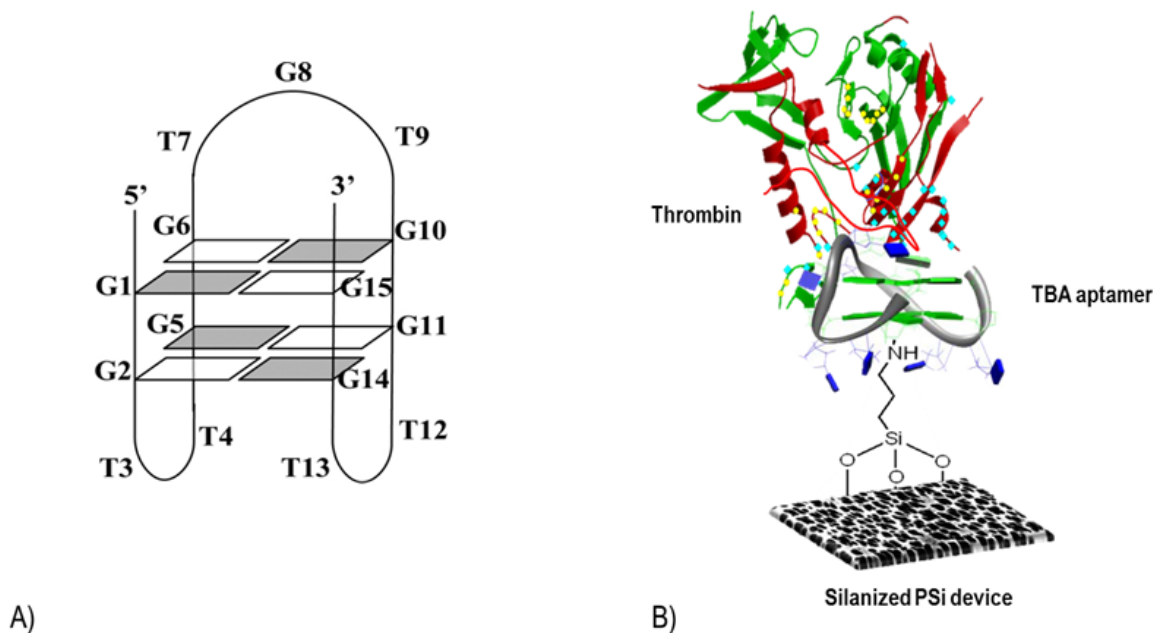 G8
T7
T9
5’
3’
G6
G10
G1
G15
G5
G11
G2
G14
T4
T12
T3
T13
A)
Thrombin
TBA aptamer
NH
Si
O
O
O
Silanized PSi device
B)